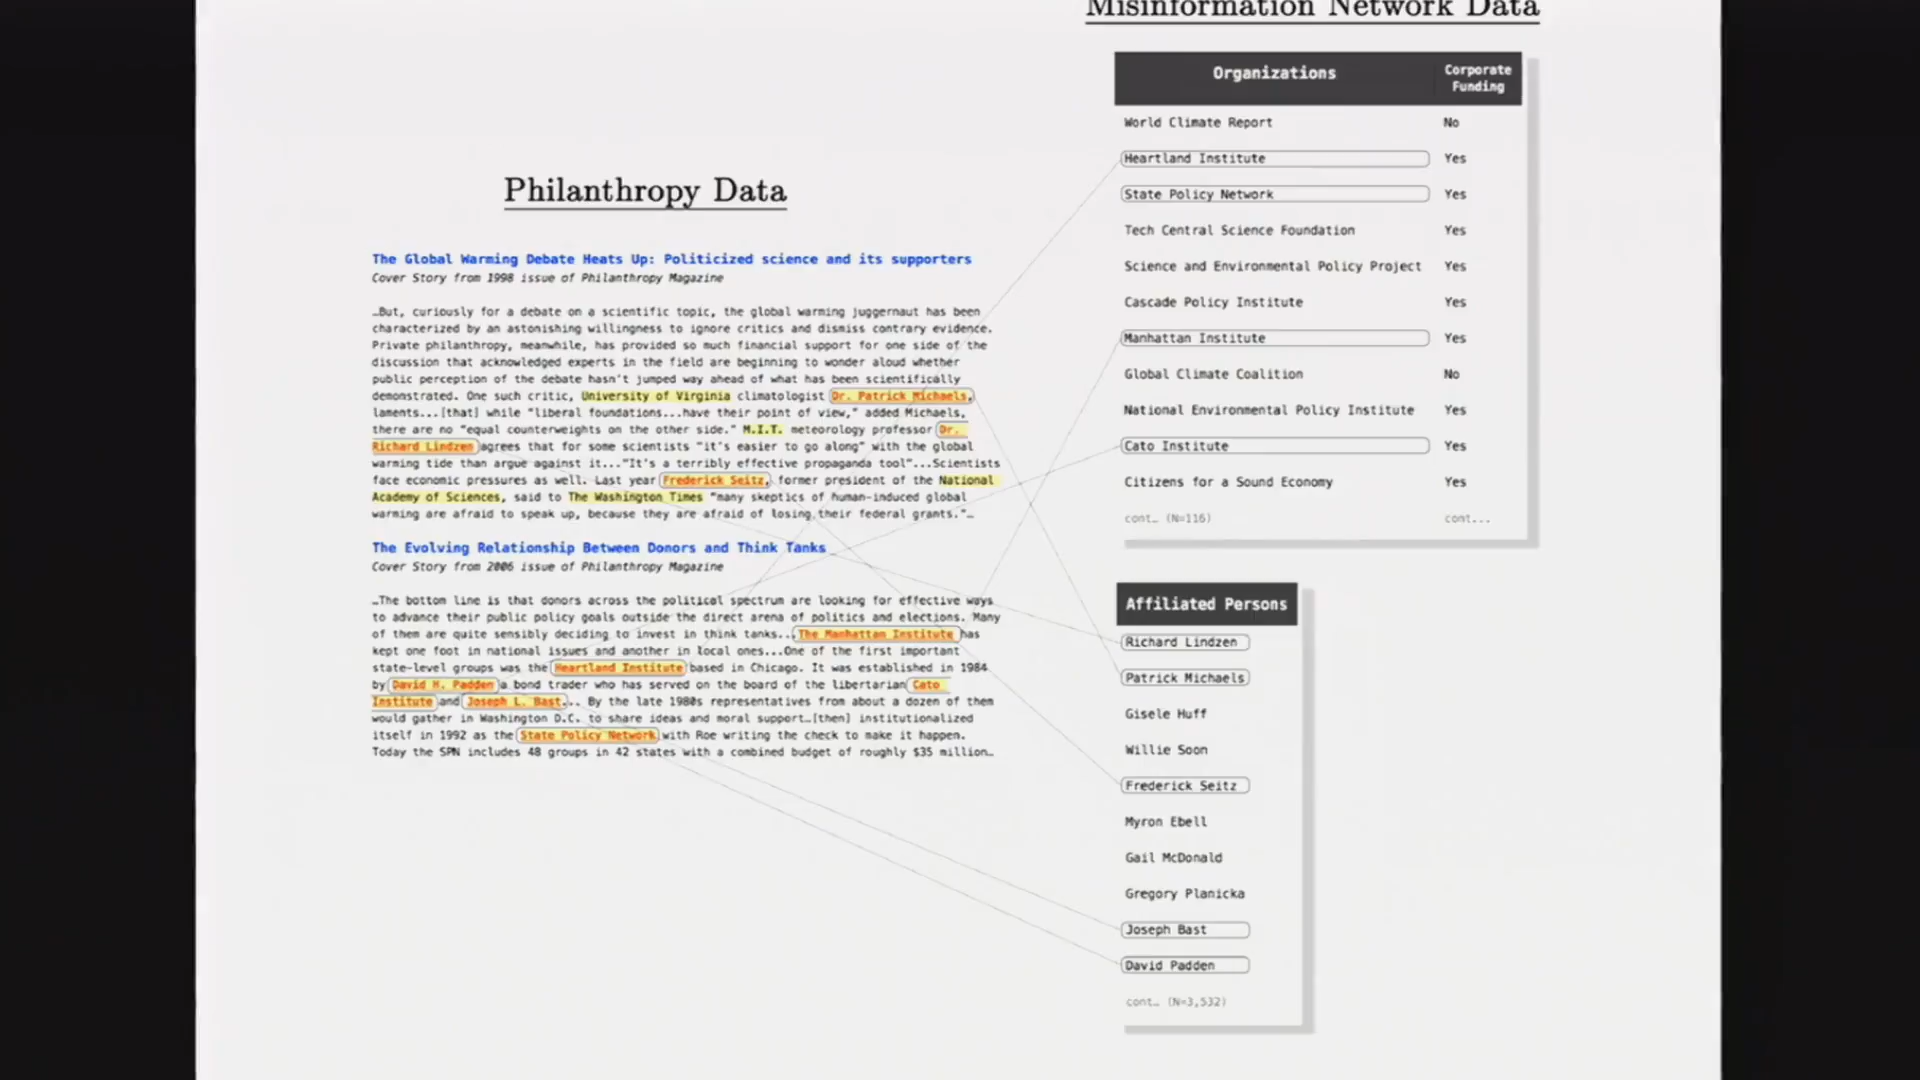 Misinformation Network Data
Philanthropy Data
The Global Warming Debate Heats Up: Politicized science and its supporters
Cover Story from 1998 issue of Philanthropy Magazine
…But, curiously for a debate on a scientific topic, the global warming juggernaut has been
characterized by an astonishing willingness to ignore critics and dismiss contrary evidence.
Private philanthropy, meanwhile, has provided so much financial support for one side of the
discussion that acknowledged experts in the field are beginning to wonder aloud whether
public perception of the debate hasn't jumped way ahead of what has been scientifically
demonstrated. One such critic, University of Virginia climatologist Dr. Patrick Michaels,
laments...[that] while "liberal foundations...have their point of view," added Michaels,
there are no "equal counterweights on the other side." M.I.T. meteorology professor Dr.
Richard Lindzen agrees that for some scientists "it's easier to go along" with the global
warming tide than argue against it..."It's a terribly effective propaganda tool"...Scientists
face economic pressures as well. Last year Frederick Seitz, former president of the National
Academy of Sciences, said to The Washington Times "many skeptics of human-induced global
warming are afraid to speak up, because they are afraid of losing their federal grants."…
The Evolving Relationship Between Donors and Think Tanks
Cover Story from 2006 issue of Philanthropy Magazine
…The bottom line is that donors across the political spectrum are looking for effective ways
to advance their public policy goals outside the direct arena of politics and elections. Many
of them are quite sensibly deciding to invest in think tanks...The Manhattan Institute has
kept one foot in national issues and another in local ones...One of the first important
state-level groups was the Heartland Institute based in Chicago. It was established in 1984
by David H. Padden a bond trader who has served on the board of the libertarian Cato
Institute and Joseph L. Bast... By the late 1980s representatives from about a dozen of them
would gather in Washington D.C. to share ideas and moral support…[then] institutionalized
itself in 1992 as the State Policy Network with Roe writing the check to make it happen.
Today the SPN includes 48 groups in 42 states with a combined budget of roughly $35 million…
Organizations Corporate Funding
World Climate Report No
Heartland Institute Yes
State Policy Network Yes
Tech Central Science Foundation Yes
Science and Environmental Policy Project Yes
Cascade Policy Institute Yes
Manhattan Institute Yes
Global Climate Coalition No
National Environmental Policy Institute Yes
Cato Institute Yes
Citizens for a Sound Economy Yes
cont… (N=116) cont...
Affiliated Persons
Richard Lindzen
Patrick Michaels
Gisele Huff
Willie Soon
Frederick Seitz
Myron Ebell
Gail McDonald
Gregory Planicka
Joseph Bast
David Padden
cont… (N=3,532)